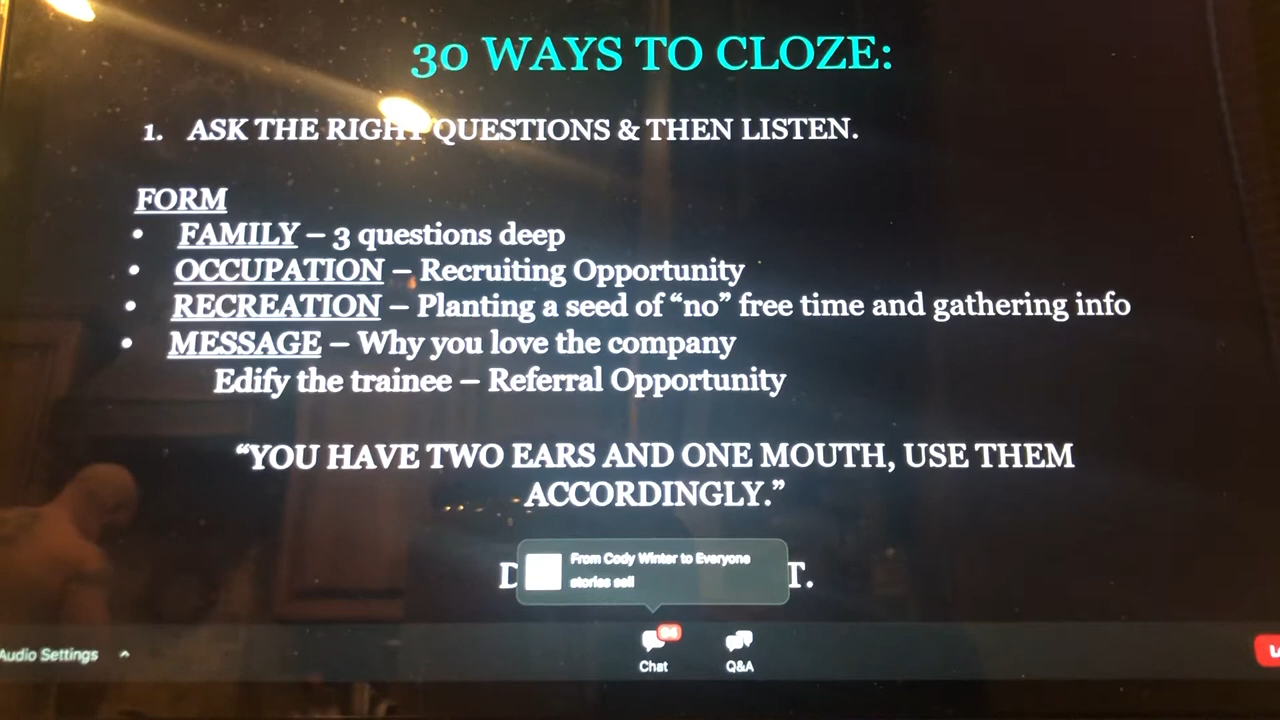 30 WAYS TO CLOZE:
1. ASK THE RIGHT QUESTIONS & THEN LISTEN.
FORM
• FAMILY – 3 questions deep
• OCCUPATION – Recruiting Opportunity
• RECREATION – Planting a seed of “no” free time and gathering info
• MESSAGE – Why you love the company
Edify the trainee – Referral Opportunity
“YOU HAVE TWO EARS AND ONE MOUTH, USE THEM
ACCORDINGLY.”
From Cody Winter to Everyone
stories sell
T.
Audio Settings
Chat
Q&A